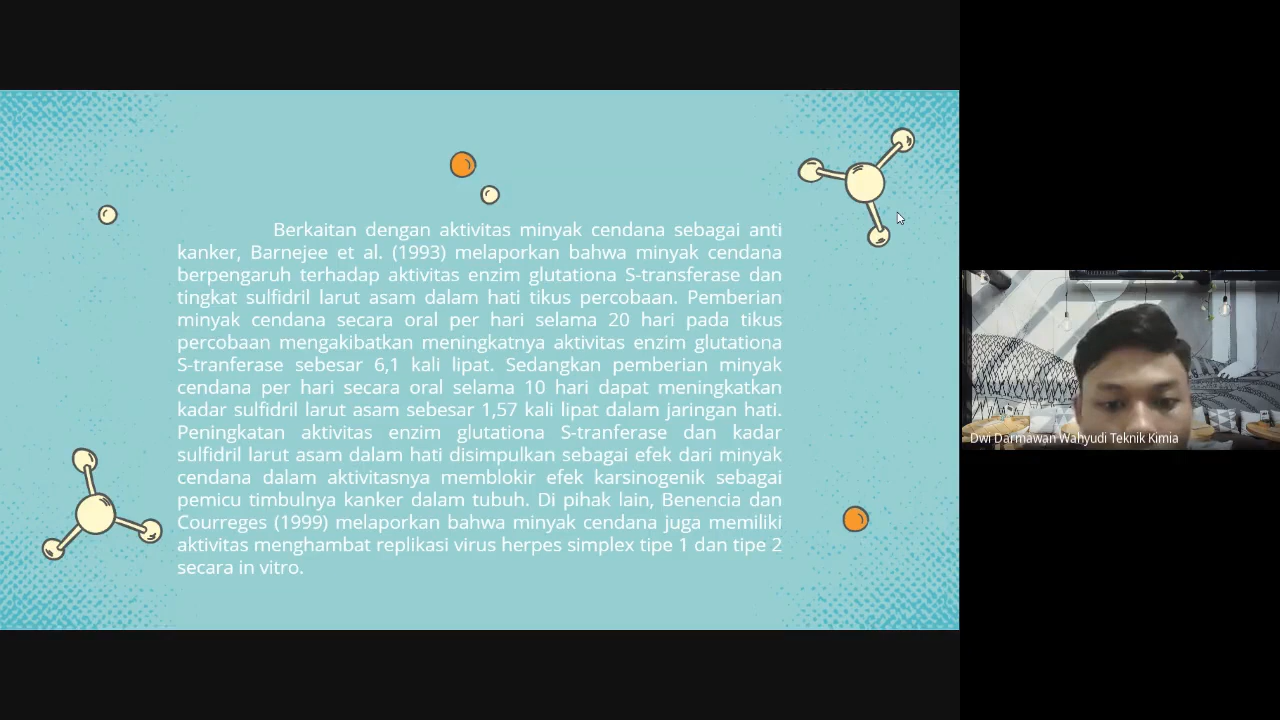 Berkaitan dengan aktivitas minyak cendana sebagai anti
kanker, Barnejee et al. (1993) melaporkan bahwa minyak cendana
berpengaruh terhadap aktivitas enzim glutationa S-transferase dan
tingkat sulfidril larut asam dalam hati tikus percobaan. Pemberian
minyak cendana secara oral per hari selama 20 hari pada tikus
percobaan mengakibatkan meningkatnya aktivitas enzim glutationa
S-tranferase sebesar 6,1 kali lipat. Sedangkan pemberian minyak
cendana per hari secara oral selama 10 hari dapat meningkatkan
kadar sulfidril larut asam sebesar 1,57 kali lipat dalam jaringan hati.
Peningkatan aktivitas enzim glutationa S-tranferase dan kadar
sulfidril larut asam dalam hati disimpulkan sebagai efek dari minyak
cendana dalam aktivitasnya memblokir efek karsinogenik sebagai
pemicu timbulnya kanker dalam tubuh. Di pihak lain, Benencia dan
Courreges (1999) melaporkan bahwa minyak cendana juga memiliki
aktivitas menghambat replikasi virus herpes simplex tipe 1 dan tipe 2
secara in vitro.
Dwi Darmawan Wahyudi Teknik Kimia